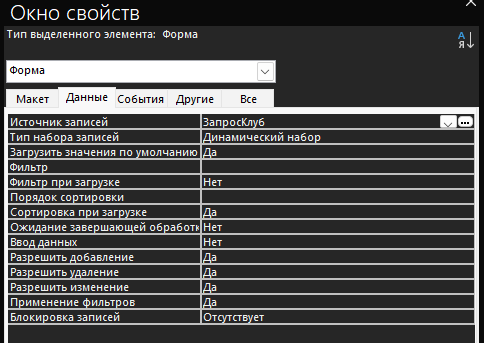 Окно свойств
Тип выделенного элемента: Форма
А
Я
Форма
Макет Данные События Другие Все
Источник записей ЗапросКлуб
Тип набора записей Динамический набор
Загрузить значения по умолчанию Да
Фильтр
Фильтр при загрузке Нет
Порядок сортировки
Сортировка при загрузке Да
Ожидание завершающей обработк Нет
Ввод данных Нет
Разрешить добавление Да
Разрешить удаление Да
Разрешить изменение Да
Применение фильтров Да
Блокировка записей Отсутствует